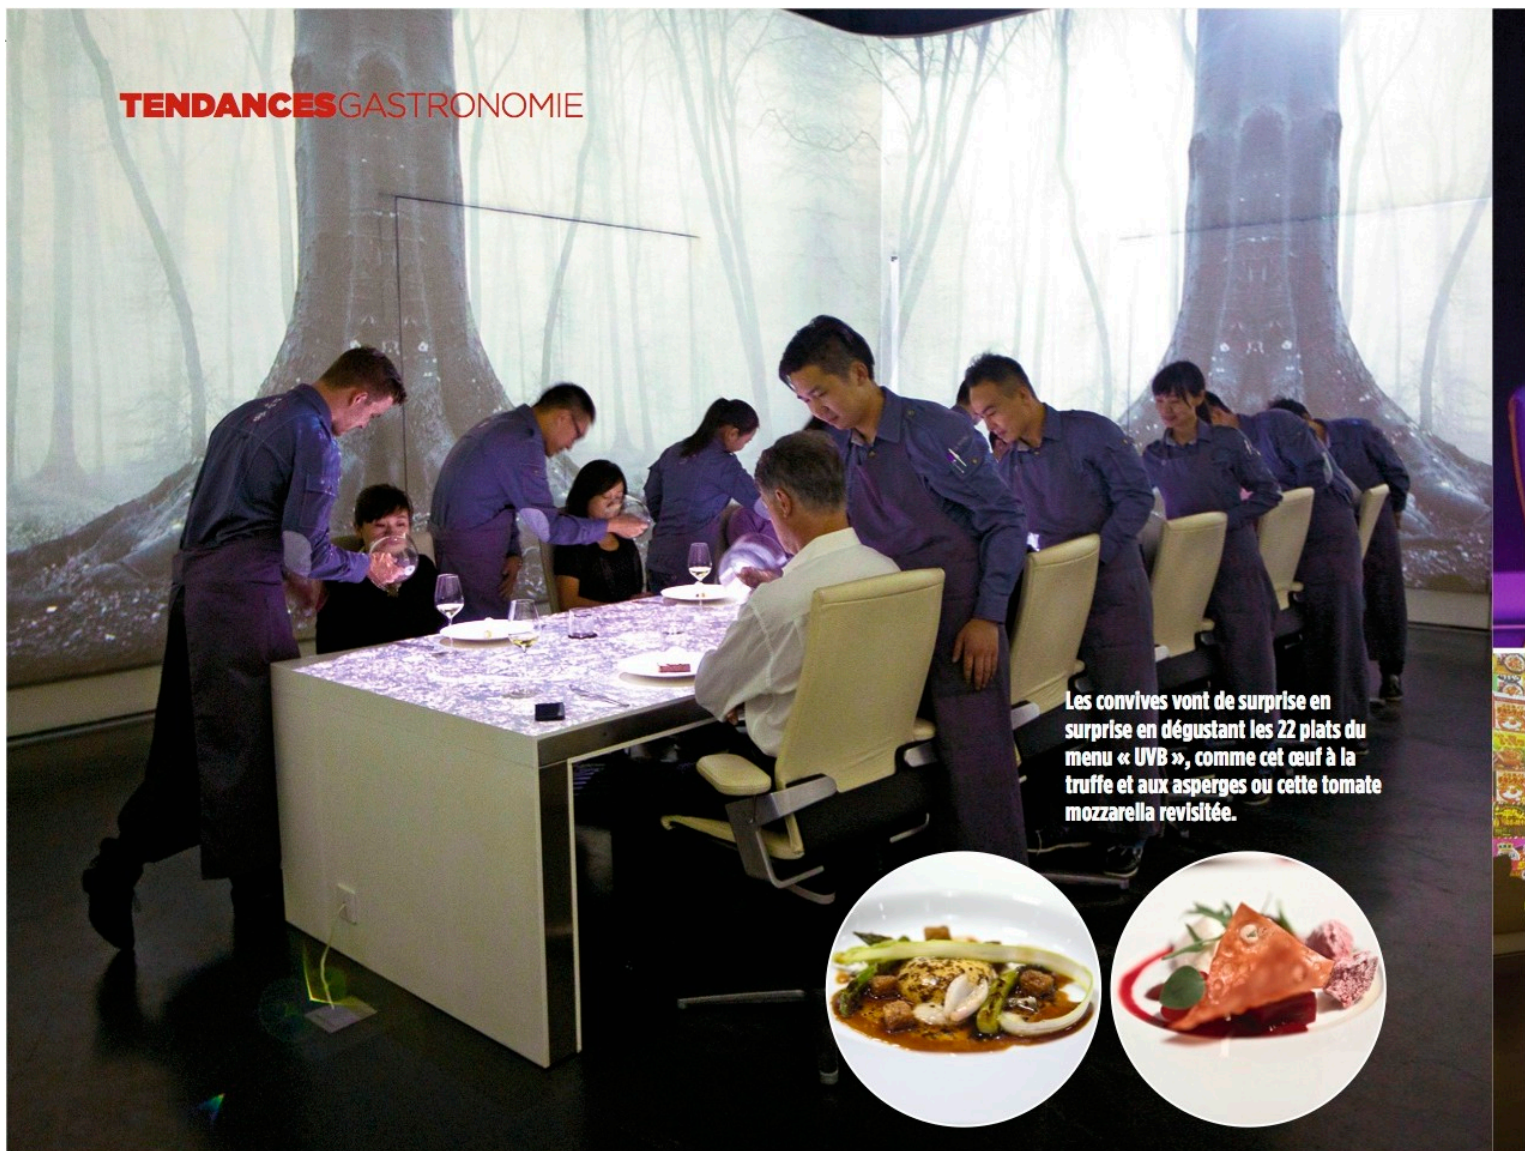 TENDANCESGASTRONOMIE
Les convives vont de surprise en
surprise en dégustant les 22 plats du
menu « UVB », comme cet œuf à la
truffe et aux asperges ou cette tomate
mozzarella revisitée.